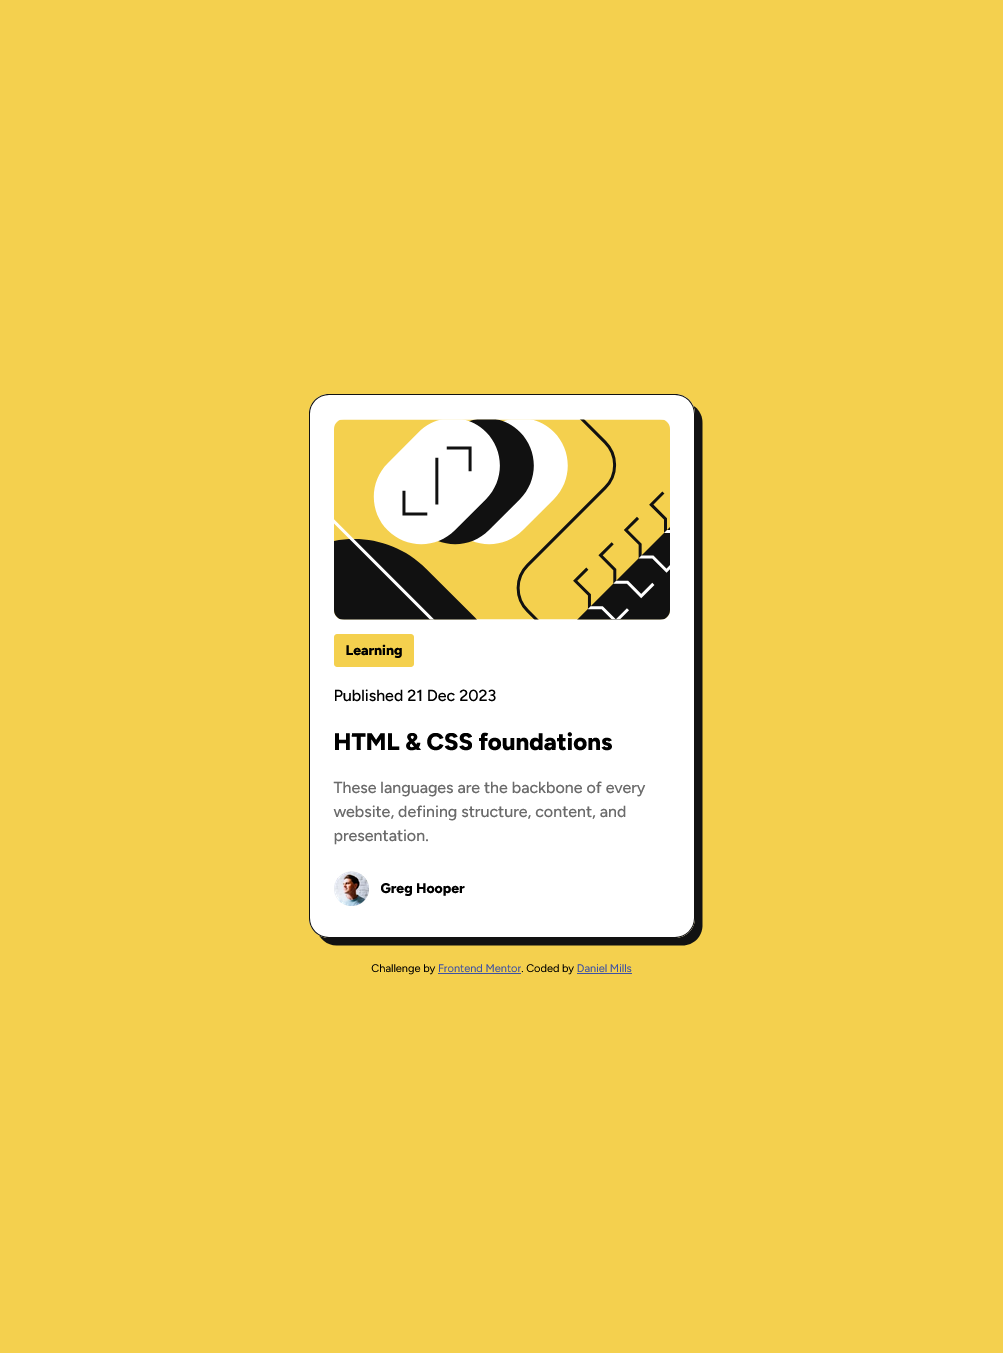 Learning
Published 21 Dec 2023
HTML & CSS foundations
These languages are the backbone of every
website, defining structure, content, and
presentation.
Greg Hooper
Challenge by Frontend Mentor. Coded by Daniel Mills